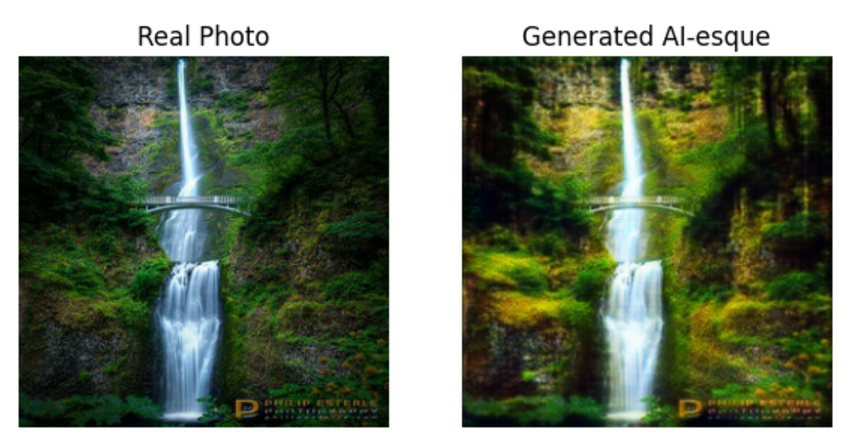 Real Photo
Generated AI-esque
PHILIP ESTERLE
PHOTOGRAPHY
PHILIP ESTERLE
PHOTOGRAPHY